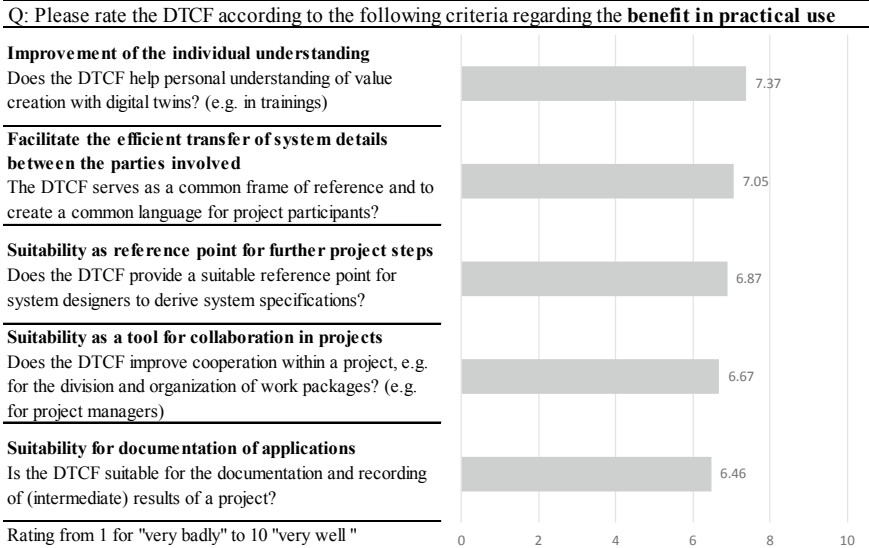 Q: Please rate the DTCF according to the following criteria regarding the benefit in practical use
Improvement of the individual understanding
Does the DTCF help personal understanding of value
creation with digital twins? (e.g. in trainings)
7.37
Facilitate the efficient transfer of system details
between the parties involved
The DTCF serves as a common frame of reference and to
create a common language for project participants?
7.05
Suitability as reference point for further project steps
Does the DTCF provide a suitable reference point for
system designers to derive system specifications?
6.87
Suitability as a tool for collaboration in projects
Does the DTCF improve cooperation within a project, e.g.
for the division and organization of work packages? (e.g.
for project managers)
6.67
Suitability for documentation of applications
Is the DTCF suitable for the documentation and recording
of (intermediate) results of a project?
6.46
Rating from 1 for "very badly" to 10 "very well "
0 2 4 6 8 10